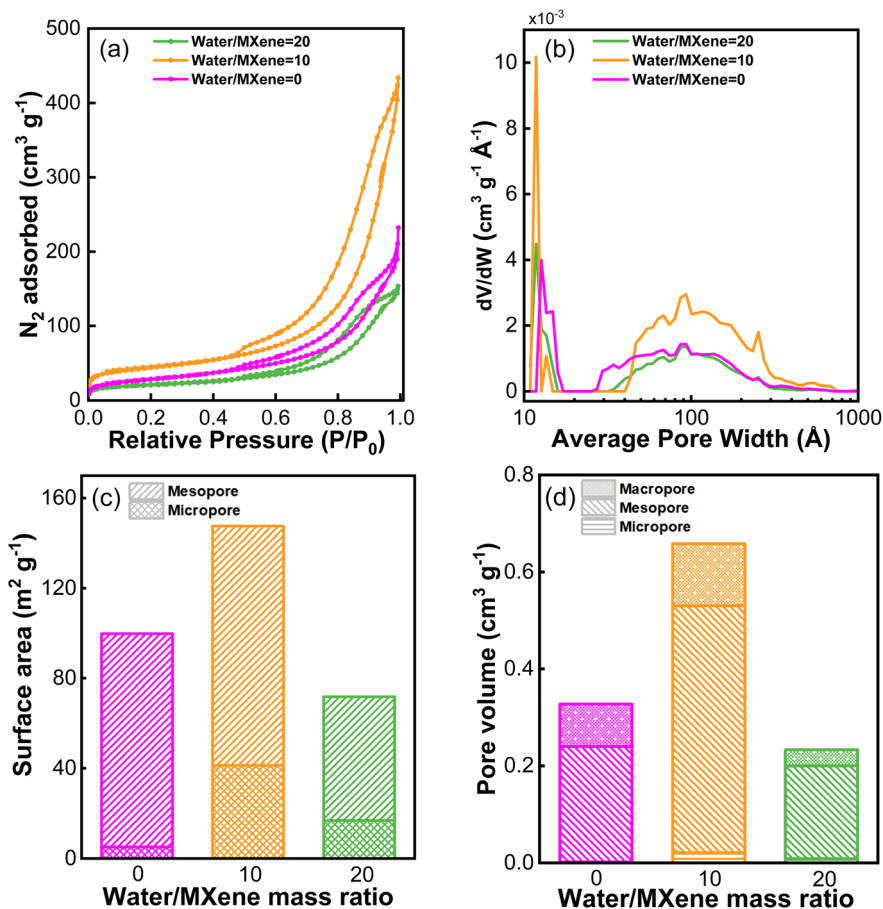 (a)
Water/MXene=20
Water/MXene=10
Water/MXene=0
500
400
300
200
100
0
0.0 0.2 0.4 0.6 0.8 1.0
N₂ adsorbed (cm³ g⁻¹)
Relative Pressure (P/P₀)
×10⁻³
(b)
Water/MXene=20
Water/MXene=10
Water/MXene=0
10
8
6
4
2
0
10 100 1000
dV/dW (cm³ g⁻¹ Å⁻¹)
Average Pore Width (Å)
(c)
Mesopore
Micropore
160
120
80
40
0
0 10 20
Surface area (m² g⁻¹)
Water/MXene mass ratio
(d)
Macropore
Mesopore
Micropore
0.8
0.6
0.4
0.2
0.0
0 10 20
Pore volume (cm³ g⁻¹)
Water/MXene mass ratio